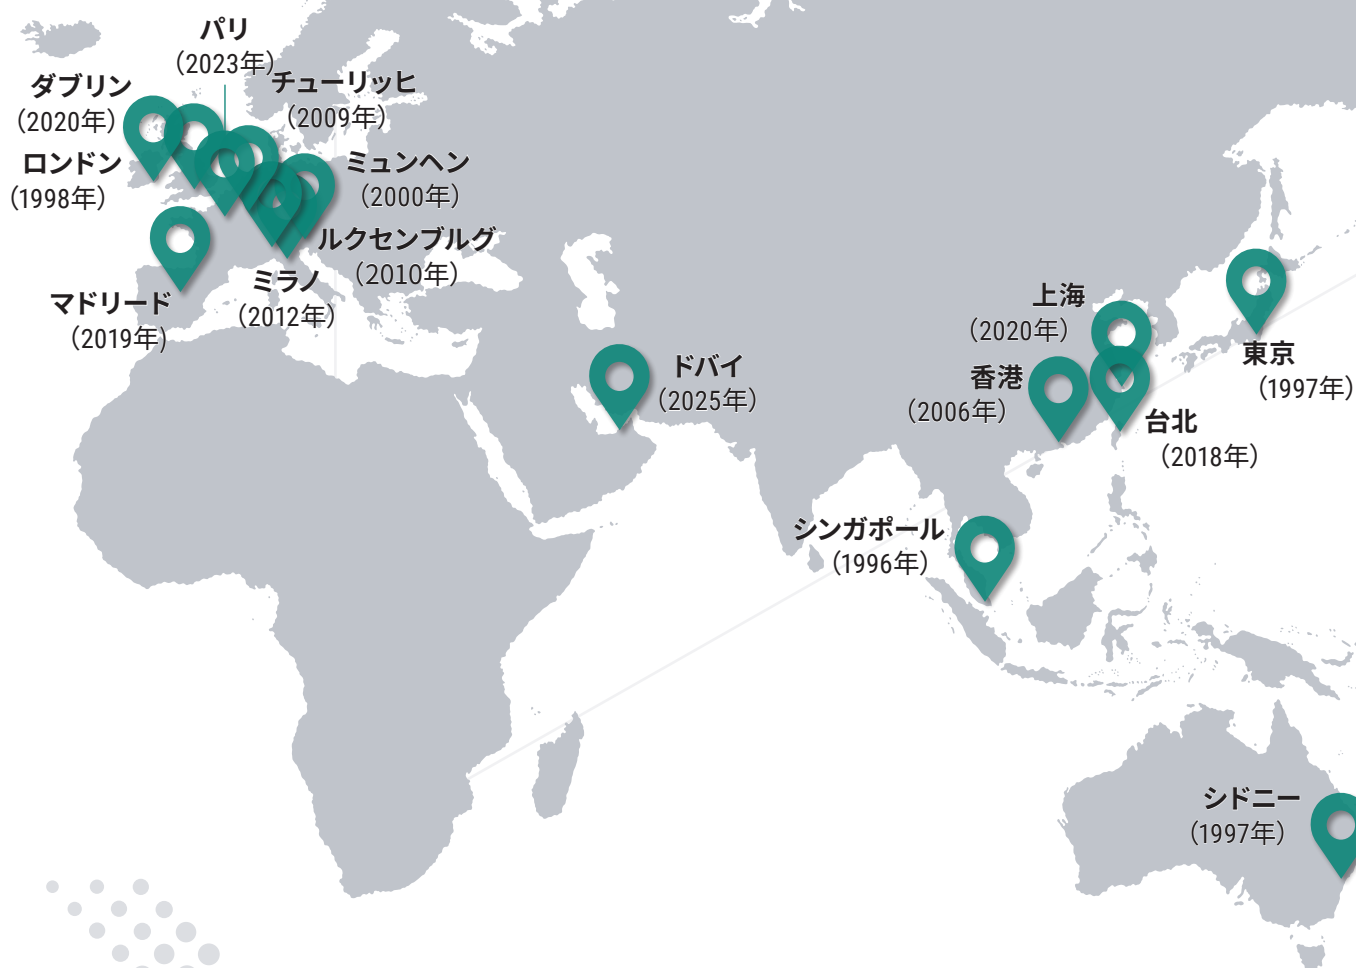 パリ
（2023年）
ダブリン
（2020年）
チューリッヒ
（2009年）
ロンドン
（1998年）
ミュンヘン
（2000年）
ルクセンブルグ
（2010年）
ミラノ
（2012年）
マドリード
（2019年）
ドバイ
（2025年）
上海
（2020年）
香港
（2006年）
東京
（1997年）
台北
（2018年）
シンガポール
（1996年）
シドニー
（1997年）